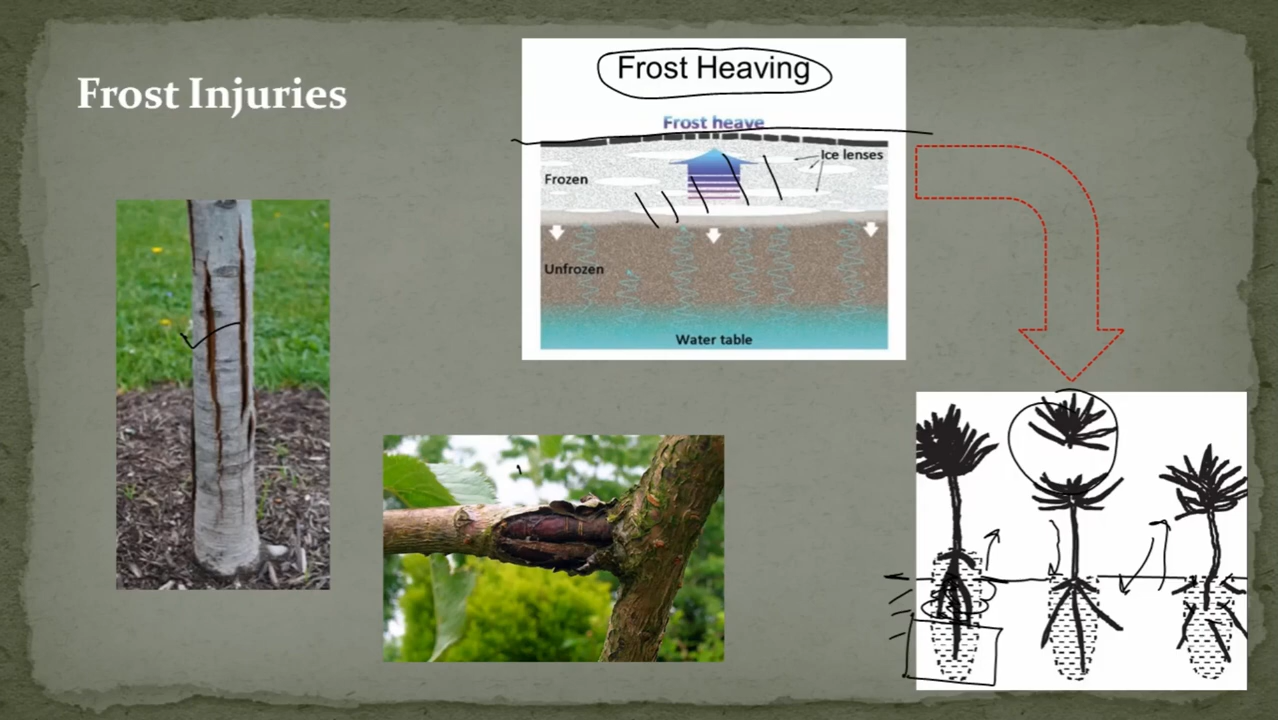 Frost Injuries
Frost Heaving
Frost heave
Ice lenses
Frozen
Unfrozen
Water table